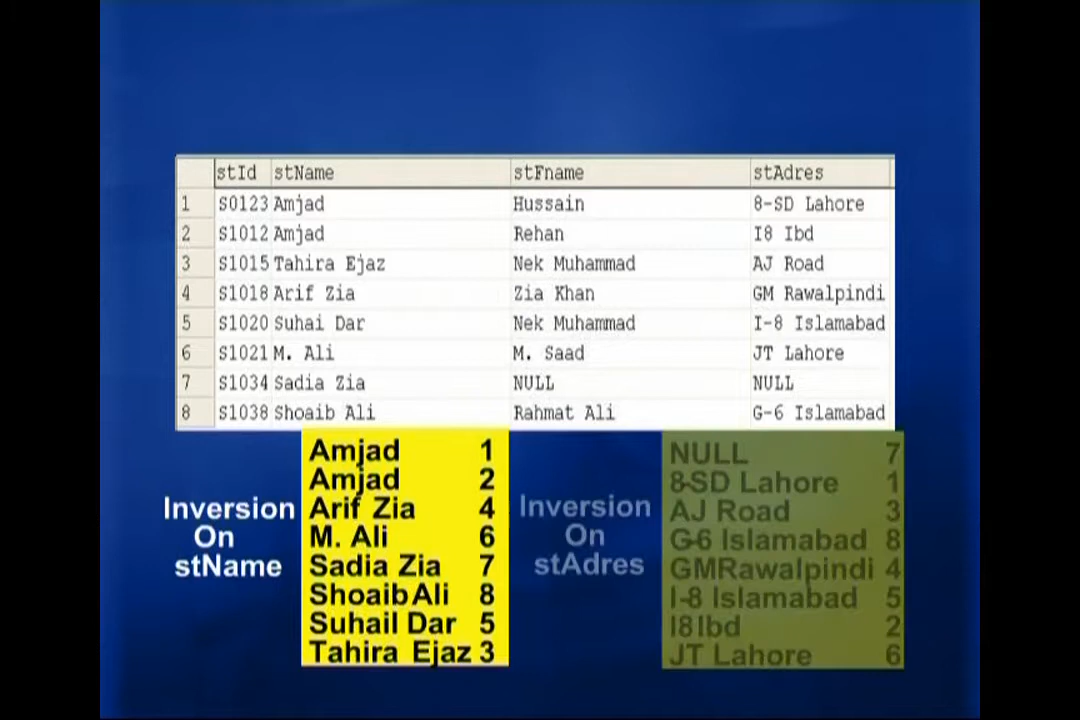 stId stName stFname stAdres
1 S0123 Amjad Hussain 8-SD Lahore
2 S1012 Amjad Rehan I8 Ibd
3 S1015 Tahira Ejaz Nek Muhammad AJ Road
4 S1018 Arif Zia Zia Khan GM Rawalpindi
5 S1020 Suhai Dar Nek Muhammad I-8 Islamabad
6 S1021 M. Ali M. Saad JT Lahore
7 S1034 Sadia Zia NULL NULL
8 S1038 Shoaib Ali Rahmat Ali G-6 Islamabad
Inversion
On
stName
Amjad 1
Amjad 2
Arif Zia 4
M. Ali 6
Sadia Zia 7
Shoaib Ali 8
Suhail Dar 5
Tahira Ejaz 3
Inversion
On
stAdres
NULL 7
8-SD Lahore 1
AJ Road 3
G-6 Islamabad 8
GMRawalpindi 4
I-8 Islamabad 5
I8 Ibd 2
JT Lahore 6